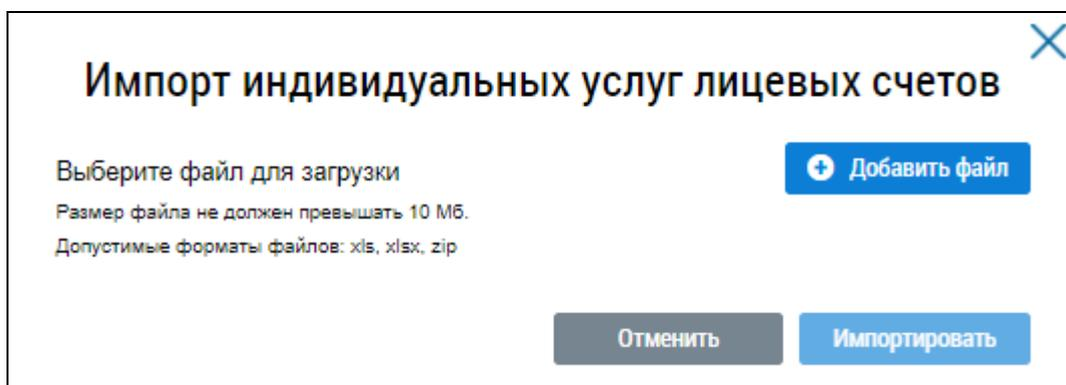 Импорт индивидуальных услуг лицевых счетов
Выберите файл для загрузки
Добавить файл
Размер файла не должен превышать 10 Мб.
Допустимые форматы файлов: xls, xlsx, zip
Отменить
Импортировать